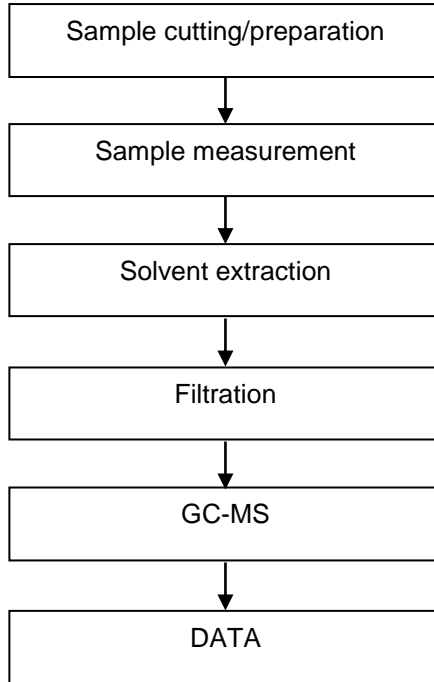 Sample cutting/preparation
Sample measurement
Solvent extraction
Filtration
GC-MS
DATA